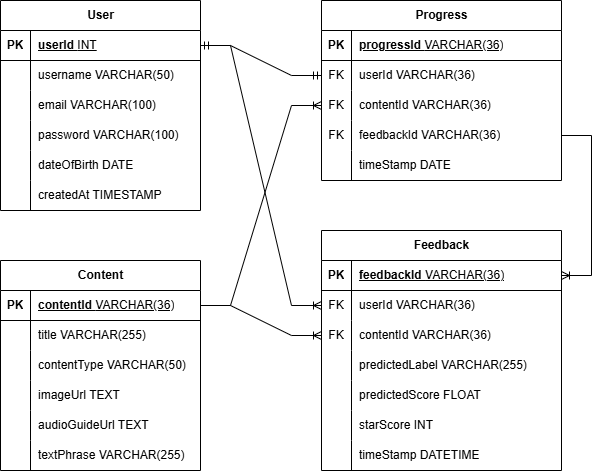 User
PK userId INT
username VARCHAR(50)
email VARCHAR(100)
password VARCHAR(100)
dateOfBirth DATE
createdAt TIMESTAMP
Progress
PK progressId VARCHAR(36)
FK userId VARCHAR(36)
FK contentId VARCHAR(36)
FK feedbackId VARCHAR(36)
timeStamp DATE
Content
PK contentId VARCHAR(36)
title VARCHAR(255)
contentType VARCHAR(50)
imageUrl TEXT
audioGuideUrl TEXT
textPhrase VARCHAR(255)
Feedback
PK feedbackId VARCHAR(36)
FK userId VARCHAR(36)
FK contentId VARCHAR(36)
predictedLabel VARCHAR(255)
predictedScore FLOAT
starScore INT
timeStamp DATETIME